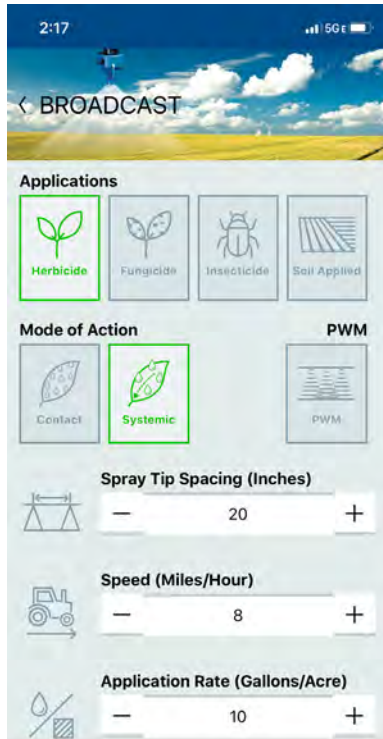 2:17 5G E
BROADCAST
Applications
Herbicide Fungicide Insecticide Soil Applied
Mode of Action PWM
Contact Systemic PWM
Spray Tip Spacing (Inches)
— 20 +
Speed (Miles/Hour)
— 8 +
Application Rate (Gallons/Acre)
— 10 +